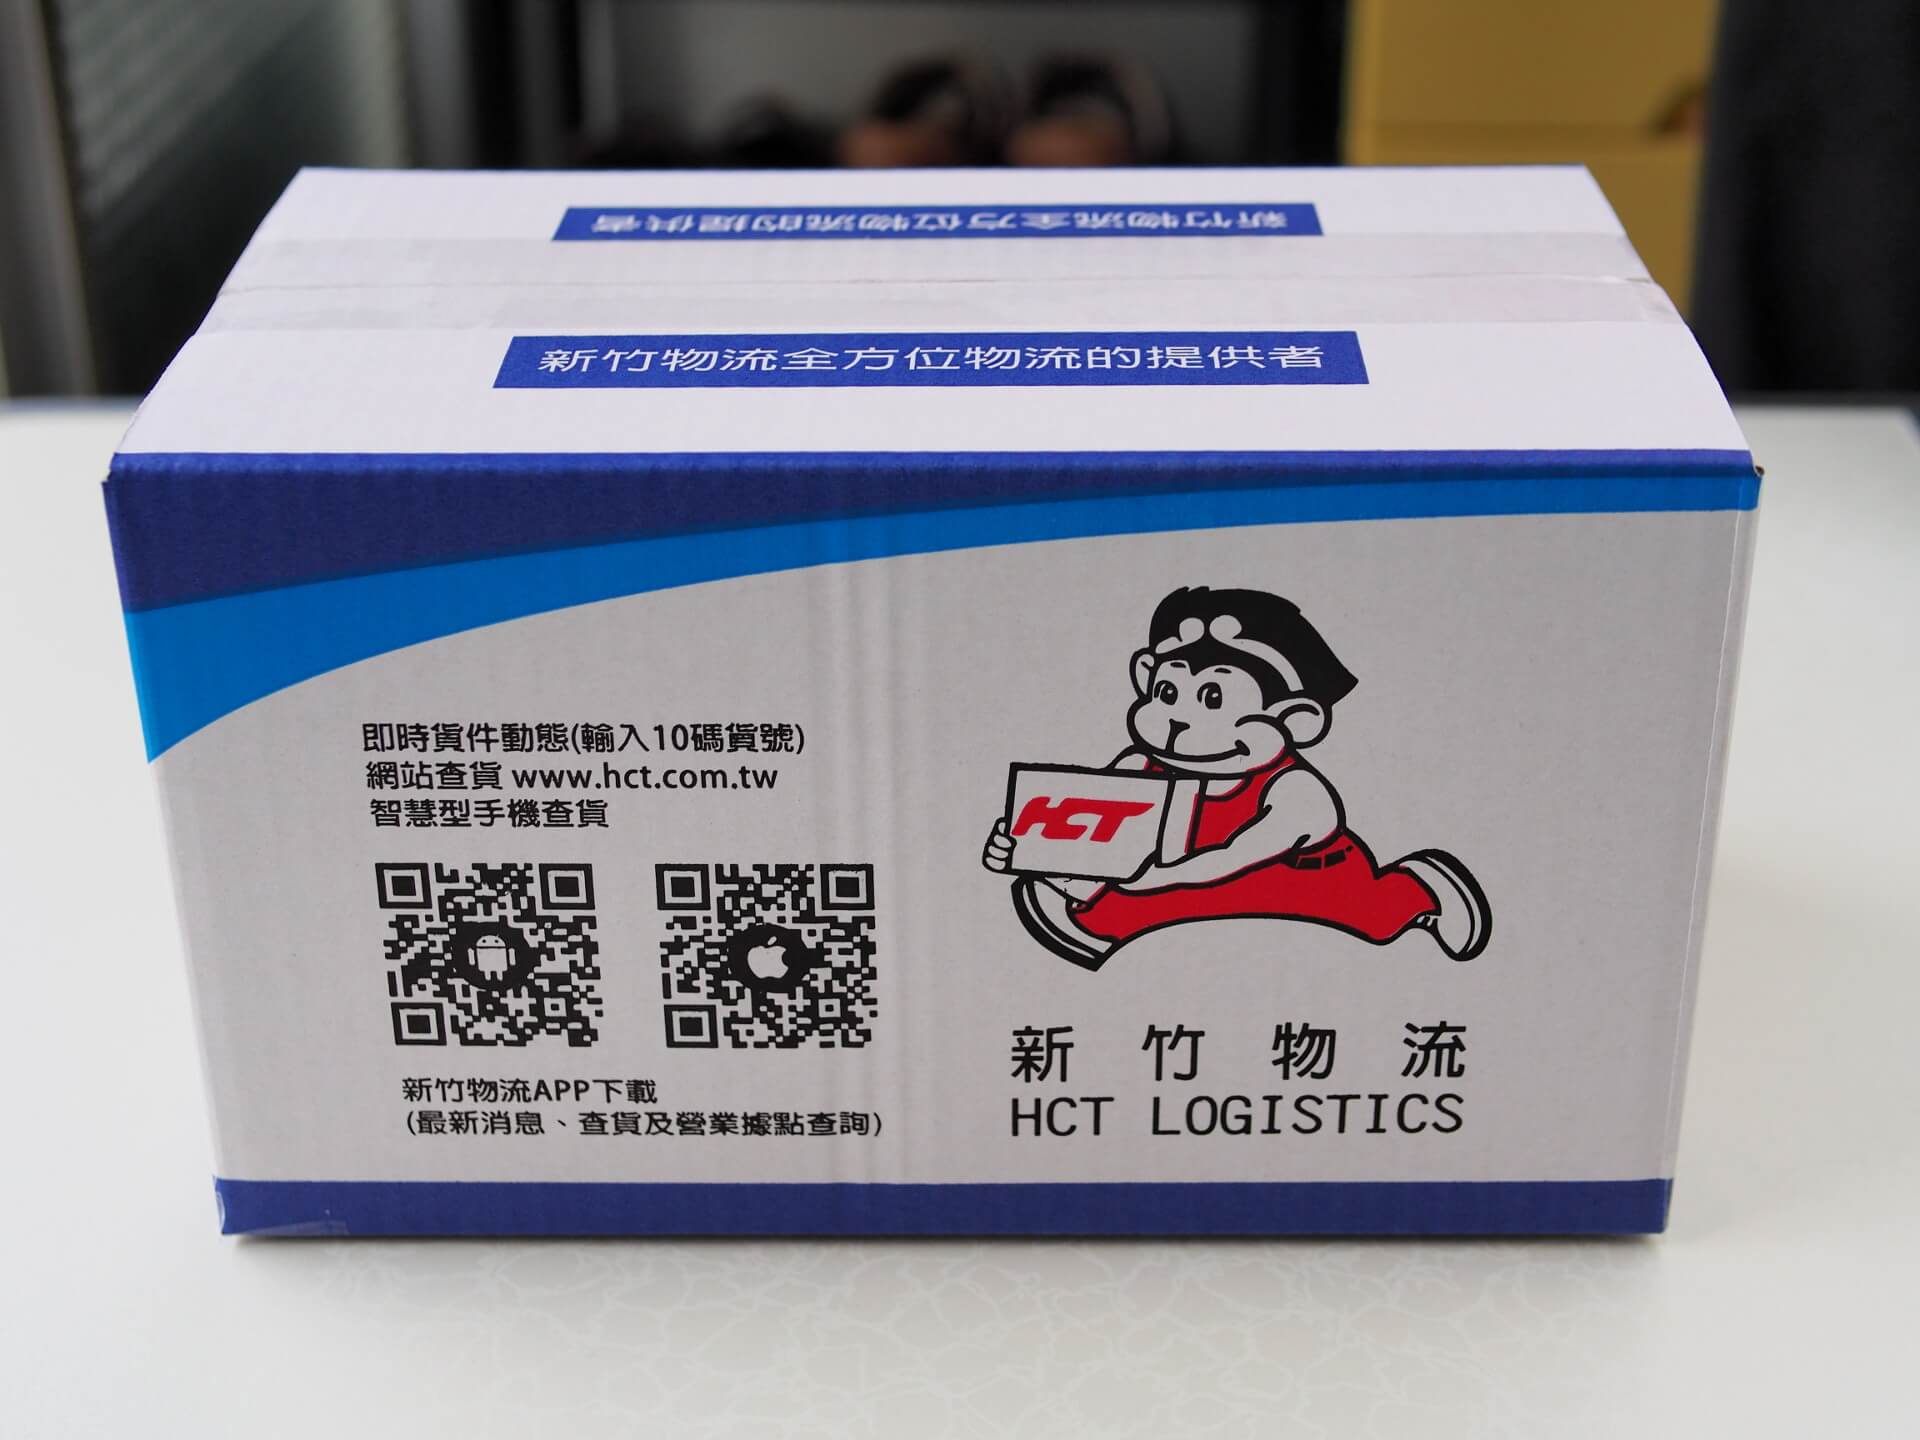 新竹物流全方位物流的提供者
新竹物流全方位物流的提供者
即時貨件動態(輸入10碼貨號)
網站查貨 www.hct.com.tw
智慧型手機查貨
新竹物流APP下載
(最新消息、查貨及營業據點查詢)
HCT
新竹物流
HCT LOGISTICS